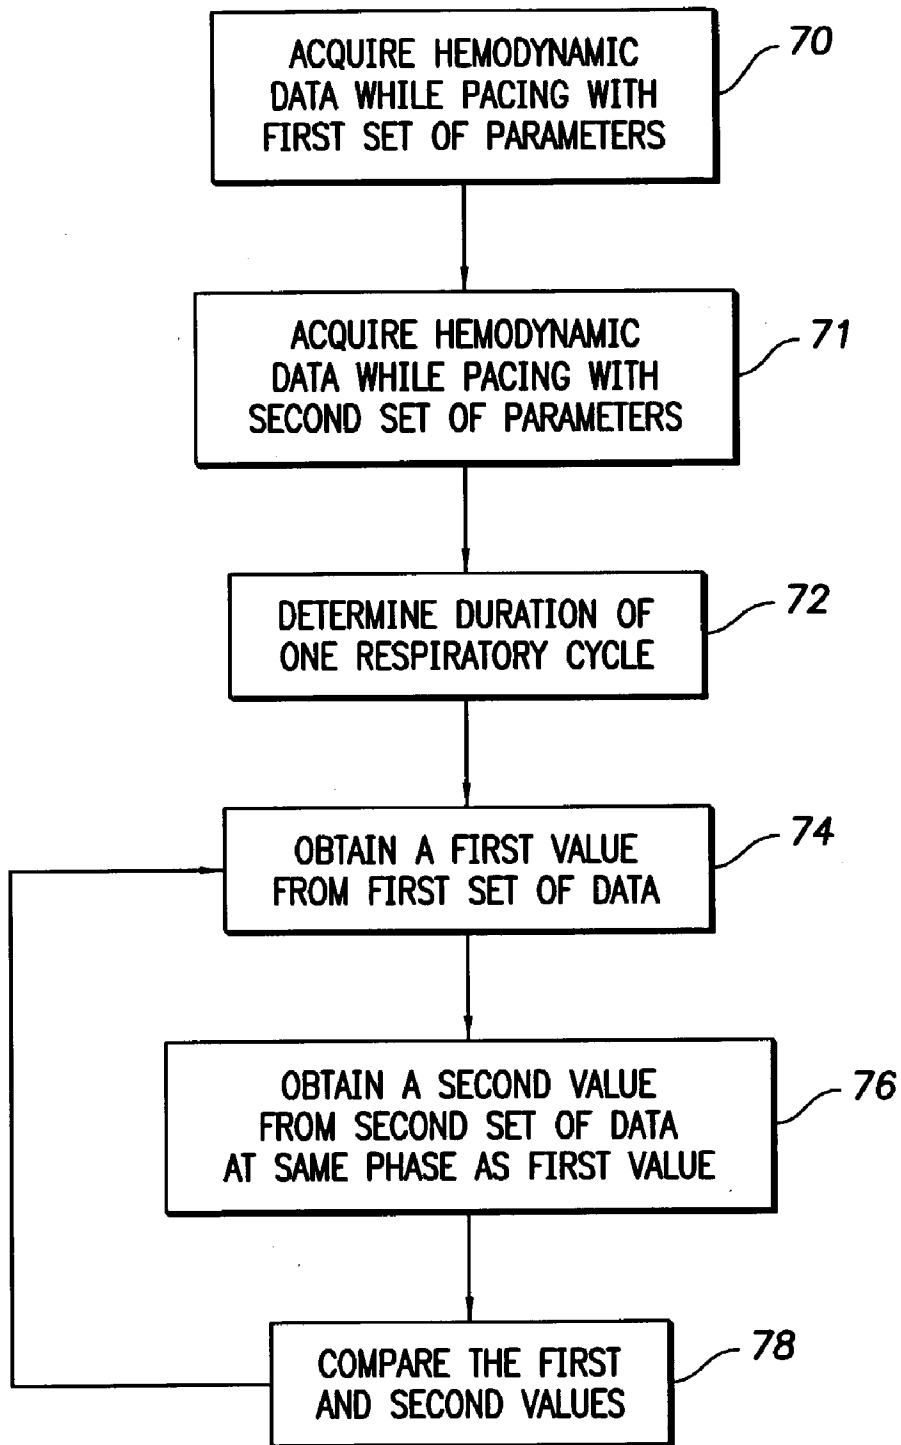 ACQUIRE HEMODYNAMIC
DATA WHILE PACING WITH
FIRST SET OF PARAMETERS
70
ACQUIRE HEMODYNAMIC
DATA WHILE PACING WITH
SECOND SET OF PARAMETERS
71
DETERMINE DURATION OF
ONE RESPIRATORY CYCLE
72
OBTAIN A FIRST VALUE
FROM FIRST SET OF DATA
74
OBTAIN A SECOND VALUE
FROM SECOND SET OF DATA
AT SAME PHASE AS FIRST VALUE
76
COMPARE THE FIRST
AND SECOND VALUES
78